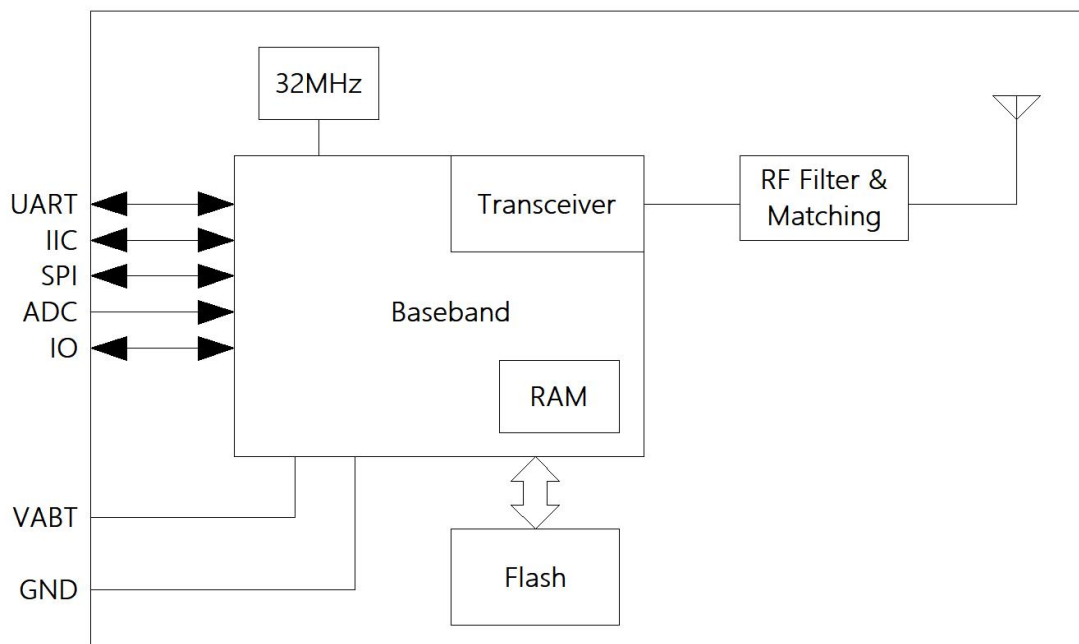 32MHz
Transceiver
RF Filter &
Matching
UART
IIC
SPI
ADC
IO
Baseband
RAM
VABT
GND
Flash